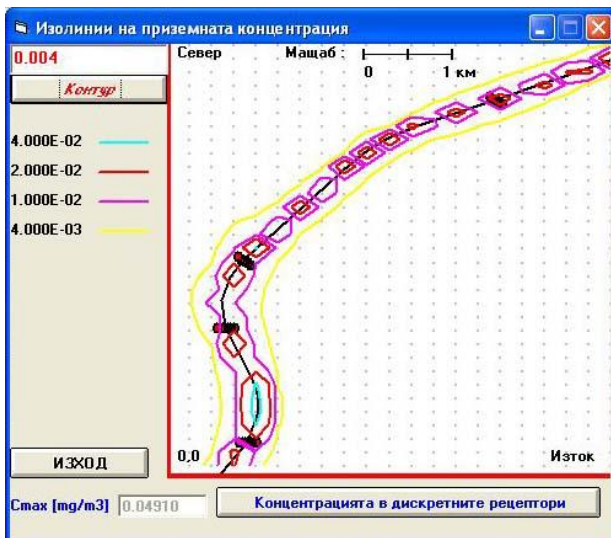 Изолинии на приземната концентрация
0.004
Контур
4.000E-02
2.000E-02
1.000E-02
4.000E-03
Север
Мащаб :
0 1 км
0,0
Изток
ИЗХОД
Cmax [mg/m3] 0.04910
Концентрацията в дискретните рецептори